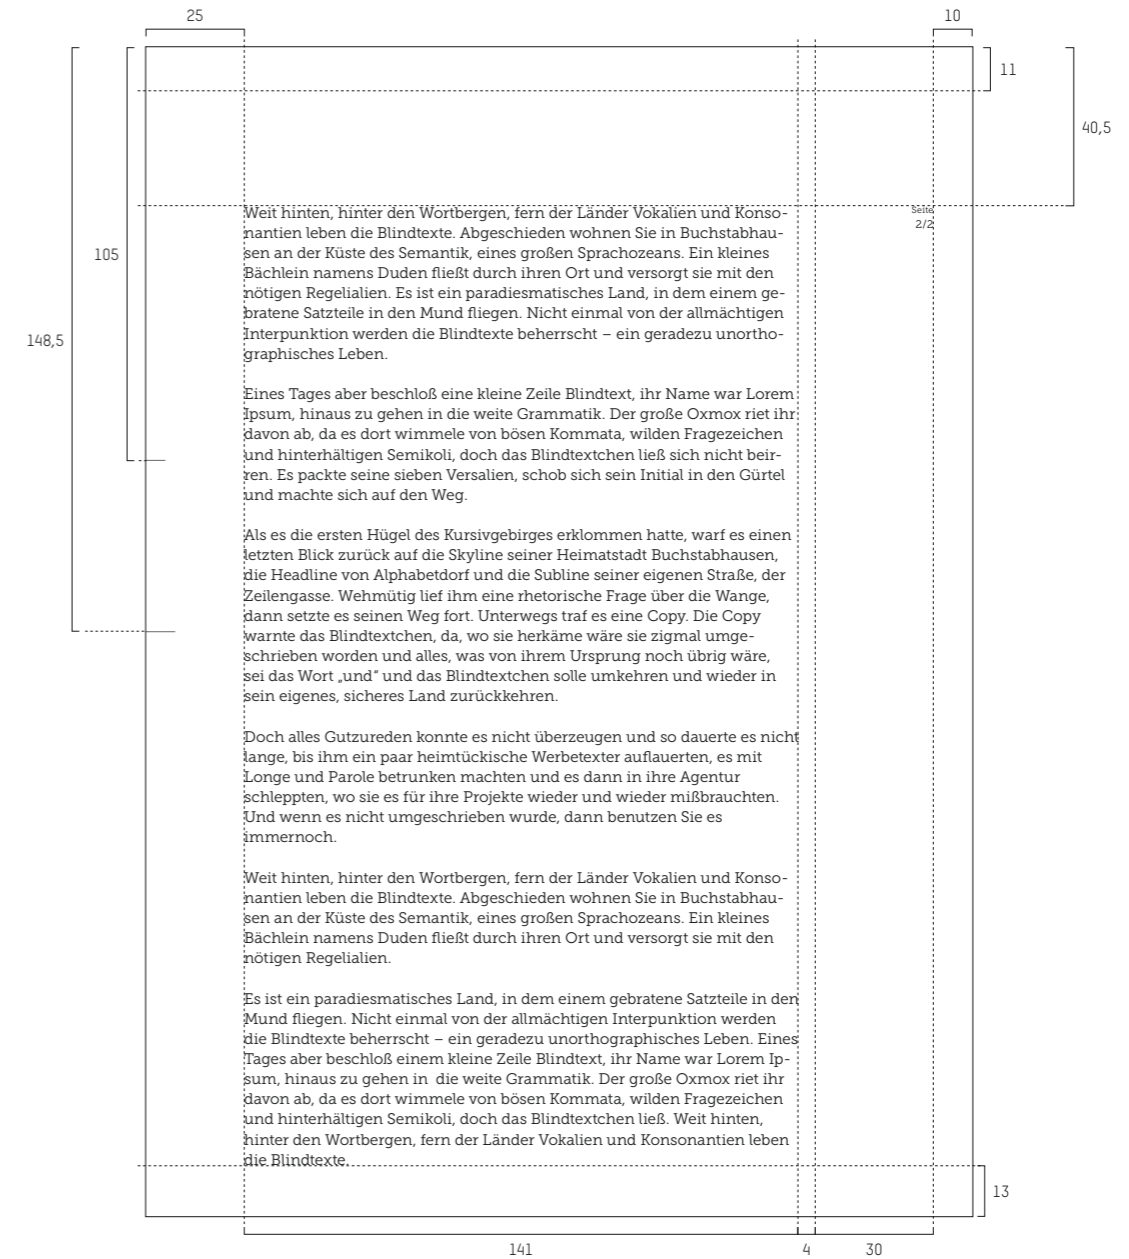 25
10
11
40,5
105
148,5
Weit hinten, hinter den Wortbergen, fern der Länder Vokalien und Konso-
nantien leben die Blindtexte. Abgeschieden wohnen Sie in Buchstabhau-
sen an der Küste des Semantik, eines großen Sprachozeans. Ein kleines
Bächlein namens Duden fließt durch ihren Ort und versorgt sie mit den
nötigen Regelialien. Es ist ein paradiesmatisches Land, in dem einem ge-
bratene Satzteile in den Mund fliegen. Nicht einmal von der allmächtigen
Interpunktion werden die Blindtexte beherrscht – ein geradezu unortho-
graphisches Leben.
Seite
2/2
Eines Tages aber beschloß eine kleine Zeile Blindtext, ihr Name war Lorem
Ipsum, hinaus zu gehen in die weite Grammatik. Der große Oxmox riet ihr
davon ab, da es dort wimmele von bösen Kommata, wilden Fragezeichen
und hinterhältigen Semikoli, doch das Blindtextchen ließ sich nicht beir-
ren. Es packte seine sieben Versalien, schob sich sein Initial in den Gürtel
und machte sich auf den Weg.
Als es die ersten Hügel des Kursivgebirges erklommen hatte, warf es einen
letzten Blick zurück auf die Skyline seiner Heimatstadt Buchstabhausen,
die Headline von Alphabetdorf und die Subline seiner eigenen Straße, der
Zeilengasse. Wehmütig lief ihm eine rhetorische Frage über die Wange,
dann setzte es seinen Weg fort. Unterwegs traf es eine Copy. Die Copy
warnte das Blindtextchen, da, wo sie herkäme wäre sie zigmal umge-
schrieben worden und alles, was von ihrem Ursprung noch übrig wäre,
sei das Wort „und“ und das Blindtextchen solle umkehren und wieder in
sein eigenes, sicheres Land zurückkehren.
Doch alles Gutzureden konnte es nicht überzeugen und so dauerte es nicht
lange, bis ihm ein paar heimtückische Werbetexter auflauerten, es mit
Longe und Parole betrunken machten und es dann in ihre Agentur
schleppten, wo sie es für ihre Projekte wieder und wieder mißbrauchten.
Und wenn es nicht umgeschrieben wurde, dann benutzen Sie es
immernoch.
Weit hinten, hinter den Wortbergen, fern der Länder Vokalien und Konso-
nantien leben die Blindtexte. Abgeschieden wohnen Sie in Buchstabhau-
sen an der Küste des Semantik, eines großen Sprachozeans. Ein kleines
Bächlein namens Duden fließt durch ihren Ort und versorgt sie mit den
nötigen Regelialien.
Es ist ein paradiesmatisches Land, in dem einem gebratene Satzteile in den
Mund fliegen. Nicht einmal von der allmächtigen Interpunktion werden
die Blindtexte beherrscht – ein geradezu unorthographisches Leben. Eines
Tages aber beschloß einem kleine Zeile Blindtext, ihr Name war Lorem Ip-
sum, hinaus zu gehen in  die weite Grammatik. Der große Oxmox riet ihr
davon ab, da es dort wimmele von bösen Kommata, wilden Fragezeichen
und hinterhältigen Semikoli, doch das Blindtextchen ließ. Weit hinten,
hinter den Wortbergen, fern der Länder Vokalien und Konsonantien leben
die Blindtexte.
13
141
4
30